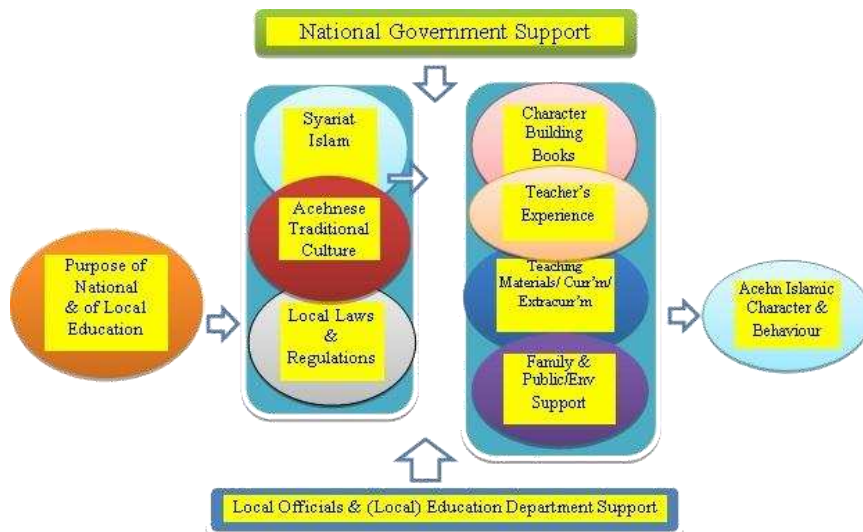 National Government Support
Syariat
Islam
Acehnese
Traditional
Culture
Local Laws
&
Regulations
Purpose of
National
& of Local
Education
Character
Building
Books
Teacher's
Experience
Teaching
Materials/ Curr'm/
Extracurr'm
Family &
Public/Env
Support
Acehn Islamic
Character &
Behaviour
Local Officials & (Local) Education Department Support